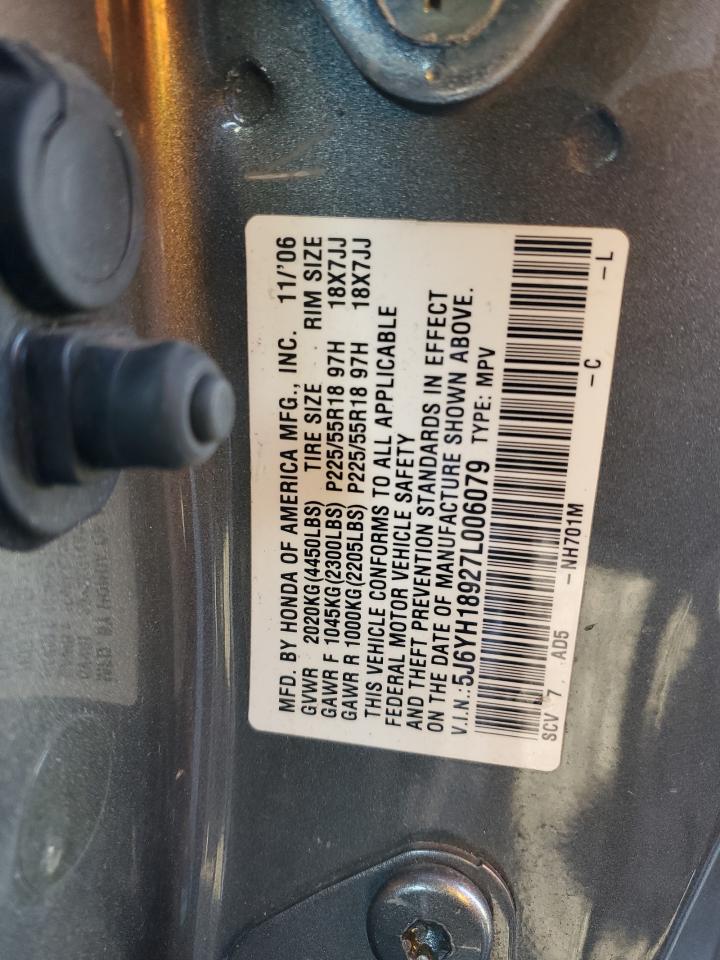 MFD. BY HONDA OF AMERICA MFG., INC. 11/'06
GVWR 2020KG(4450LBS) TIRE SIZE RIM SIZE
GAWR F 1045KG(2300LBS) P225/55R18 97H 18X7JJ
GAWR R 1000KG(2205LBS) P225/55R18 97H 18X7JJ
THIS VEHICLE CONFORMS TO ALL APPLICABLE
FEDERAL MOTOR VEHICLE SAFETY
AND THEFT PREVENTION STANDARDS IN EFFECT
ON THE DATE OF MANUFACTURE SHOWN ABOVE.
V.I.N.:5J6YH18927L006079 TYPE: MPV
SCV 7 AD5 -NH701M -C -L